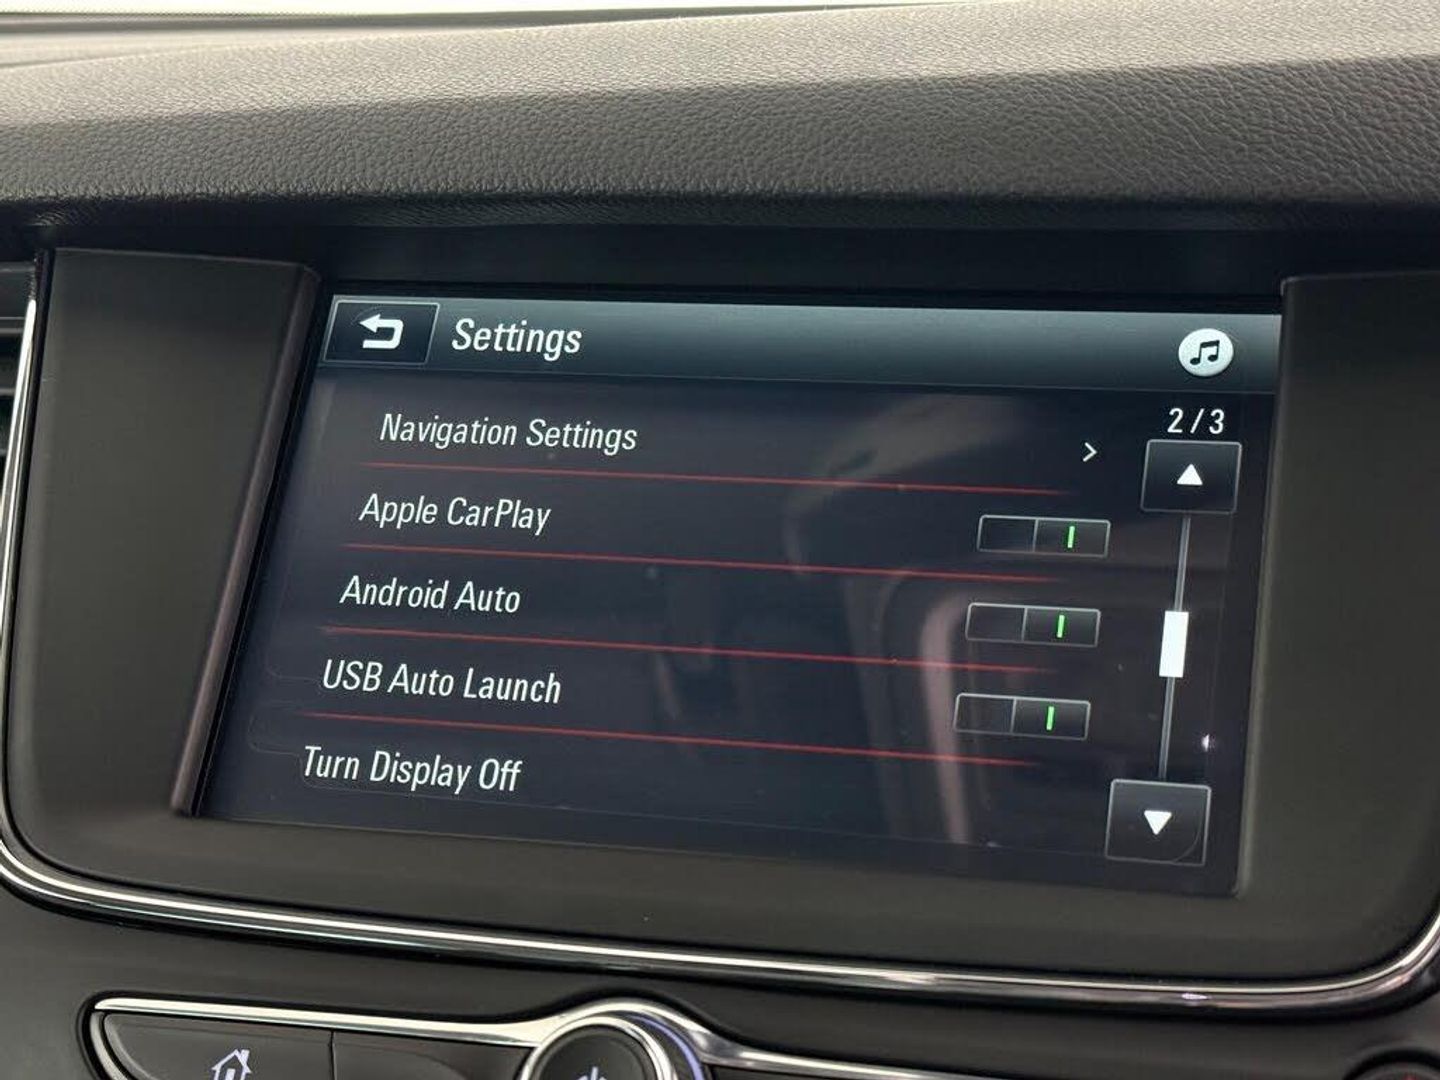 Settings
2/3
Navigation Settings
Apple CarPlay
Android Auto
USB Auto Launch
Turn Display Off